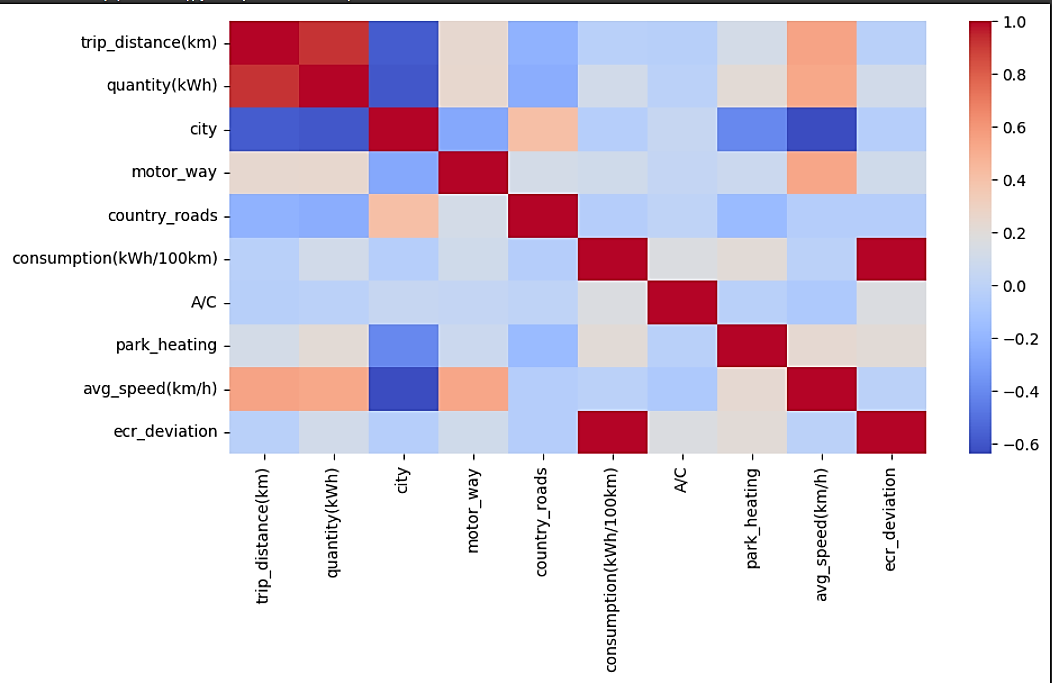 trip_distance(km)
quantity(kWh)
city
motor_way
country_roads
consumption(kWh/100km)
A/C
park_heating
avg_speed(km/h)
ecr_deviation
trip_distance(km)
quantity(kWh)
city
motor_way
country_roads
consumption(kWh/100km)
A/C
park_heating
avg_speed(km/h)
ecr_deviation
1.0
0.8
0.6
0.4
0.2
0.0
−0.2
−0.4
−0.6